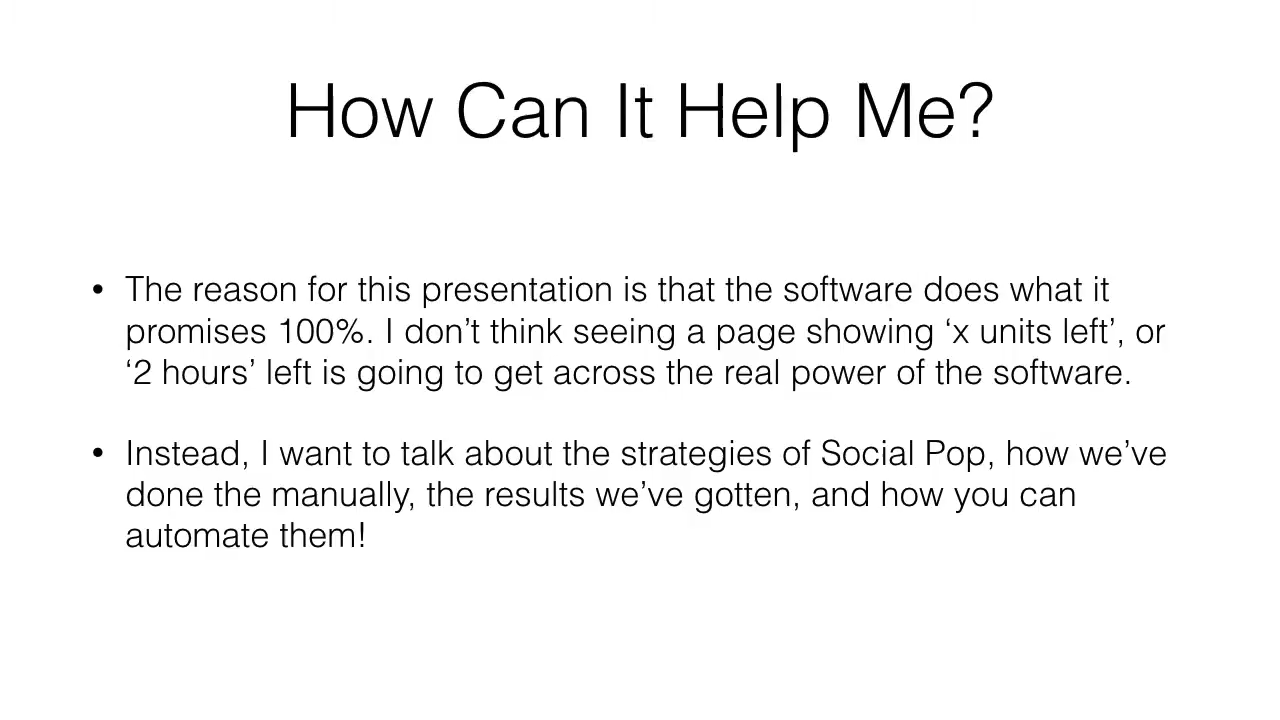 How Can It Help Me?
• The reason for this presentation is that the software does what it
promises 100%. I don’t think seeing a page showing ‘x units left’, or
‘2 hours’ left is going to get across the real power of the software.
• Instead, I want to talk about the strategies of Social Pop, how we’ve
done the manually, the results we’ve gotten, and how you can
automate them!